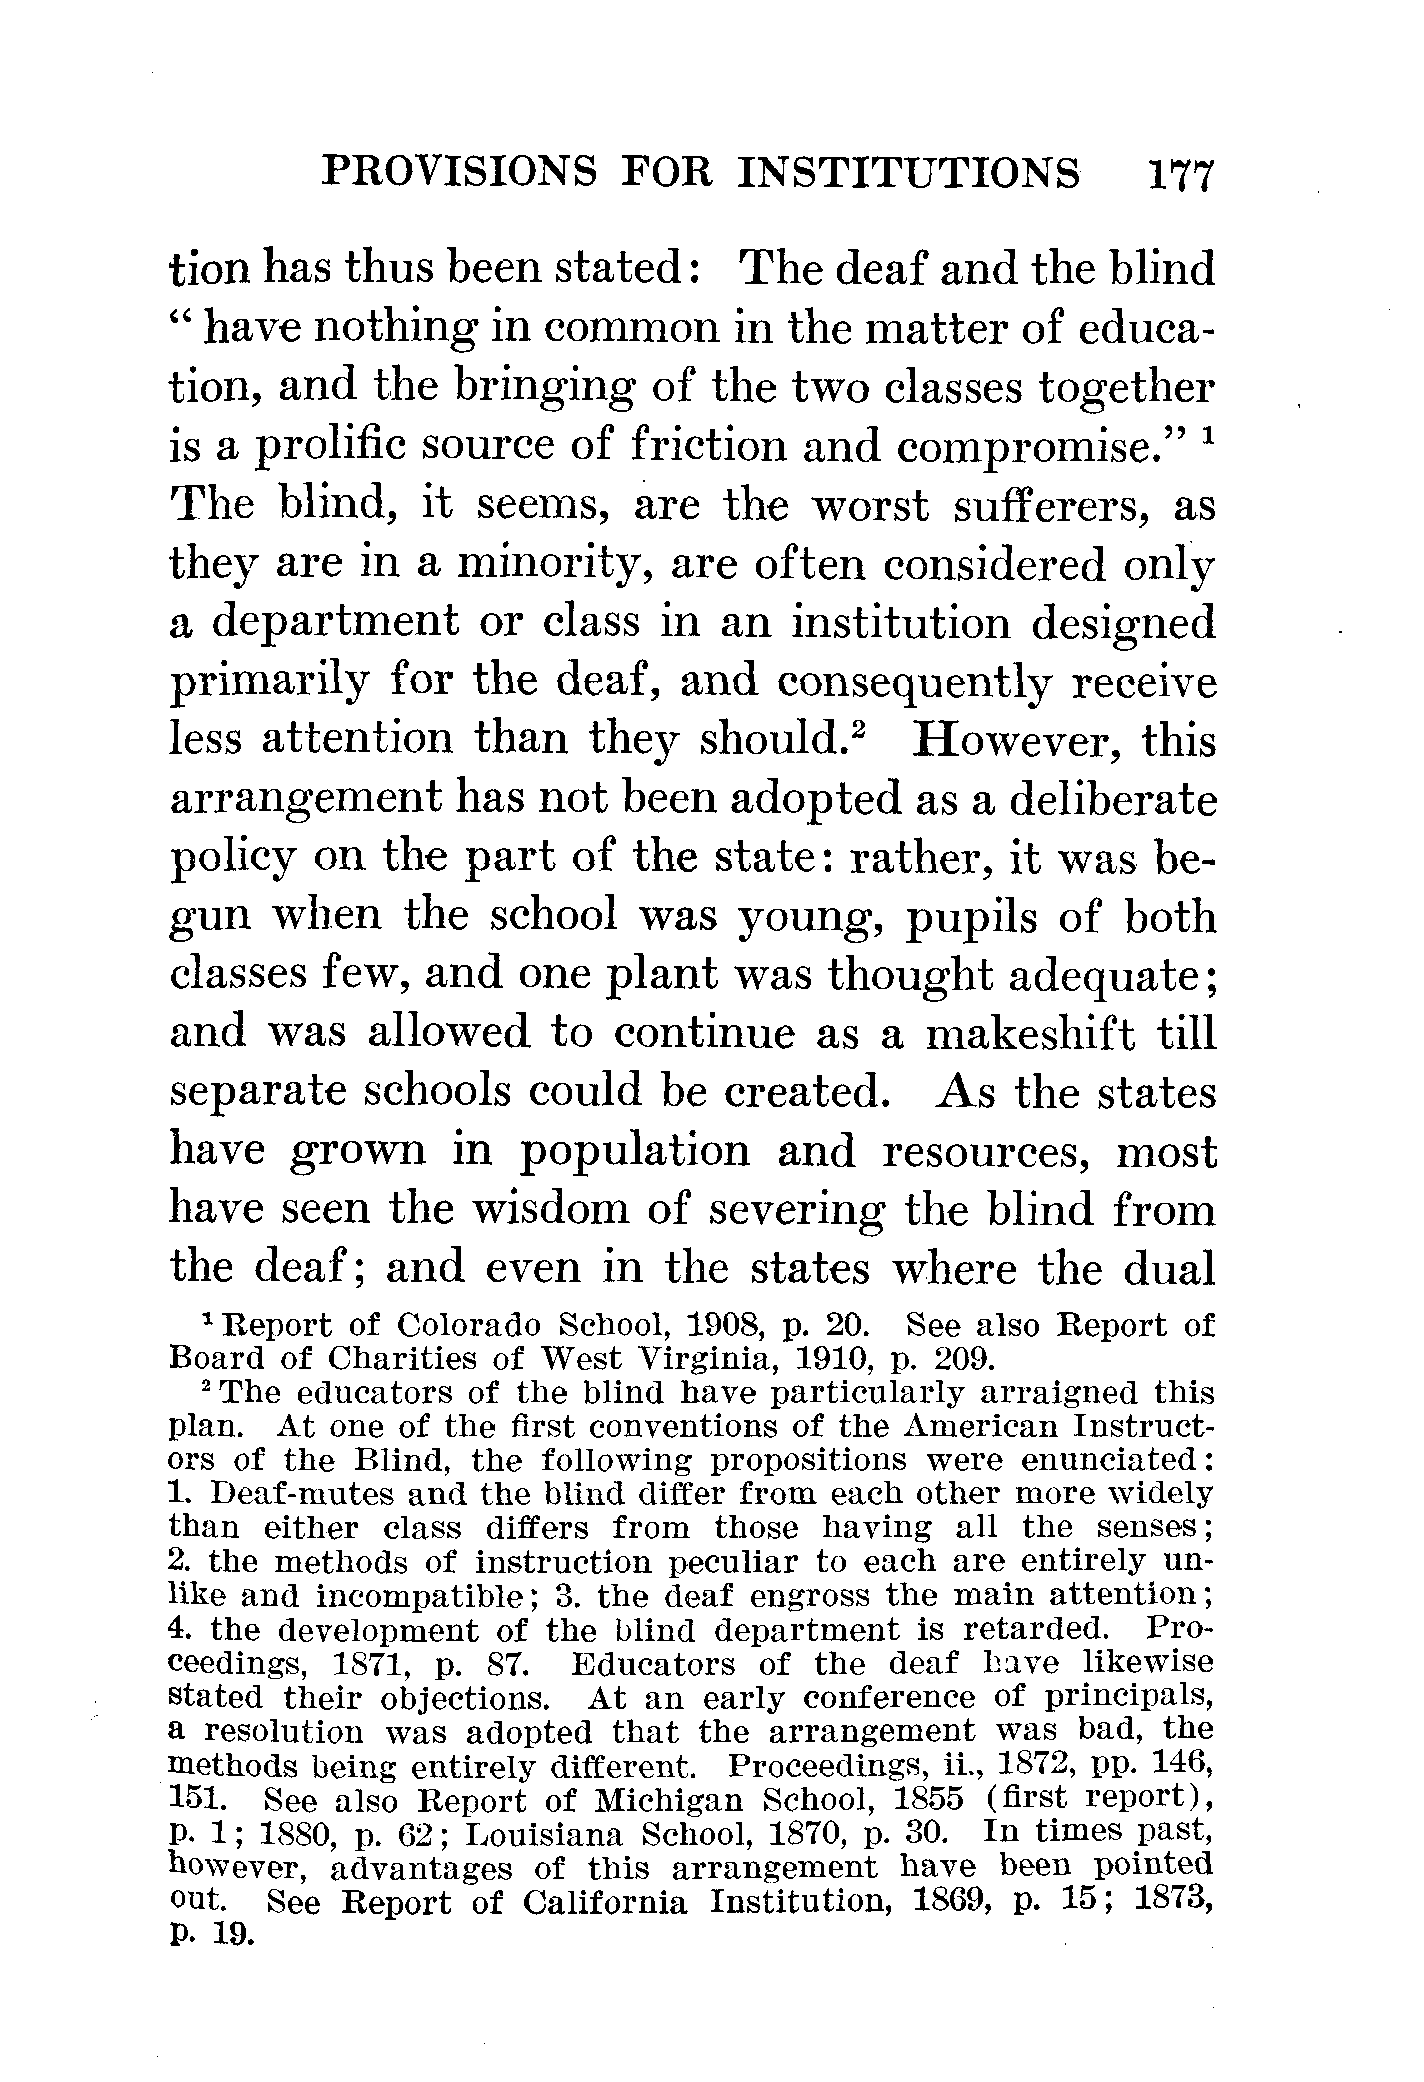 PROVISIONS FOR INSTITUTIONS 177
tion has thus been stated: The deaf and the blind
“ have nothing in common in the matter of educa-
tion, and the bringing of the two classes together
is a prolific source of friction and compromise.” ¹
The blind, it seems, are the worst sufferers, as
they are in a minority, are often considered only
a department or class in an institution designed
primarily for the deaf, and consequently receive
less attention than they should.² However, this
arrangement has not been adopted as a deliberate
policy on the part of the state: rather, it was be-
gun when the school was young, pupils of both
classes few, and one plant was thought adequate;
and was allowed to continue as a makeshift till
separate schools could be created. As the states
have grown in population and resources, most
have seen the wisdom of severing the blind from
the deaf; and even in the states where the dual
¹ Report of Colorado School, 1908, p. 20. See also Report of
Board of Charities of West Virginia, 1910, p. 209.
² The educators of the blind have particularly arraigned this
plan. At one of the first conventions of the American Instruct-
ors of the Blind, the following propositions were enunciated:
1. Deaf-mutes and the blind differ from each other more widely
than either class differs from those having all the senses;
2. the methods of instruction peculiar to each are entirely un-
like and incompatible; 3. the deaf engross the main attention;
4. the development of the blind department is retarded. Pro-
ceedings, 1871, p. 87. Educators of the deaf have likewise
stated their objections. At an early conference of principals,
a resolution was adopted that the arrangement was bad, the
methods being entirely different. Proceedings, ii., 1872, pp. 146,
151. See also Report of Michigan School, 1855 (first report),
p. 1; 1880, p. 62; Louisiana School, 1870, p. 30. In times past,
however, advantages of this arrangement have been pointed
out. See Report of California Institution, 1869, p. 15; 1873,
p. 19.